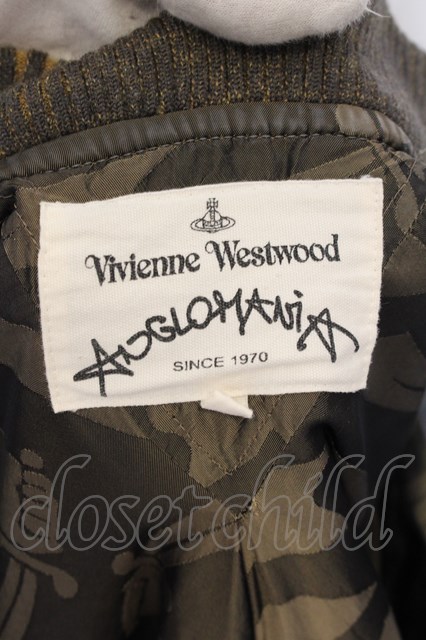 Vivienne Westwood
ANGLOMANIA
SINCE 1970
closetchild